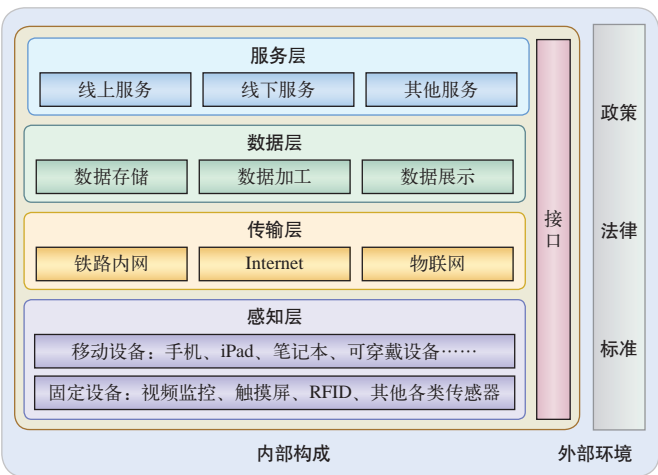 服务层
线上服务
线下服务
其他服务
数据层
数据存储
数据加工
数据展示
传输层
铁路内网
Internet
物联网
感知层
移动设备：手机、iPad、笔记本、可穿戴设备……
固定设备：视频监控、触摸屏、RFID、其他各类传感器
接口
政策
法律
标准
内部构成
外部环境